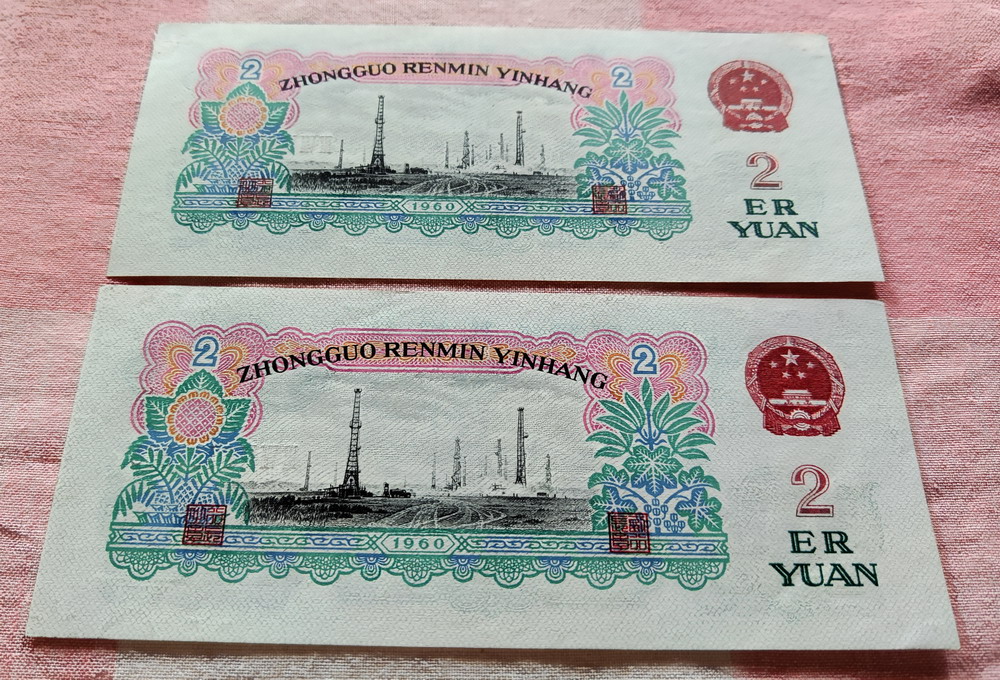 2 ZHONGGUO RENMIN YINHANG 2
1960
2
ER
YUAN
2 ZHONGGUO RENMIN YINHANG 2
1960
2
ER
YUAN